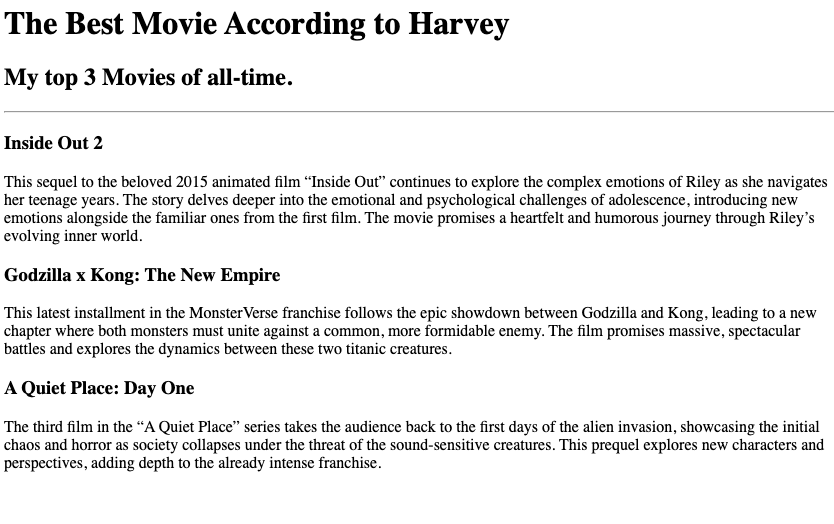 The Best Movie According to Harvey
My top 3 Movies of all-time.
Inside Out 2
This sequel to the beloved 2015 animated film “Inside Out” continues to explore the complex emotions of Riley as she navigates
her teenage years. The story delves deeper into the emotional and psychological challenges of adolescence, introducing new
emotions alongside the familiar ones from the first film. The movie promises a heartfelt and humorous journey through Riley’s
evolving inner world.
Godzilla x Kong: The New Empire
This latest installment in the MonsterVerse franchise follows the epic showdown between Godzilla and Kong, leading to a new
chapter where both monsters must unite against a common, more formidable enemy. The film promises massive, spectacular
battles and explores the dynamics between these two titanic creatures.
A Quiet Place: Day One
The third film in the “A Quiet Place” series takes the audience back to the first days of the alien invasion, showcasing the initial
chaos and horror as society collapses under the threat of the sound-sensitive creatures. This prequel explores new characters and
perspectives, adding depth to the already intense franchise.